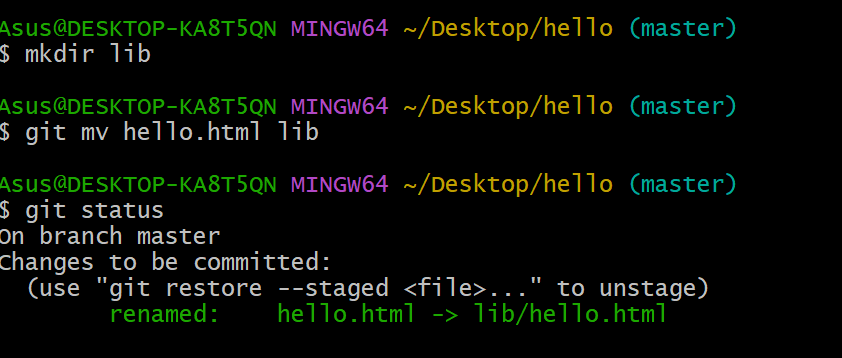 Asus@DESKTOP-KA8T5QN MINGW64 ~/Desktop/hello (master)
$ mkdir lib
Asus@DESKTOP-KA8T5QN MINGW64 ~/Desktop/hello (master)
$ git mv hello.html lib
Asus@DESKTOP-KA8T5QN MINGW64 ~/Desktop/hello (master)
$ git status
On branch master
Changes to be committed:
  (use "git restore --staged <file>..." to unstage)
        renamed:    hello.html -> lib/hello.html